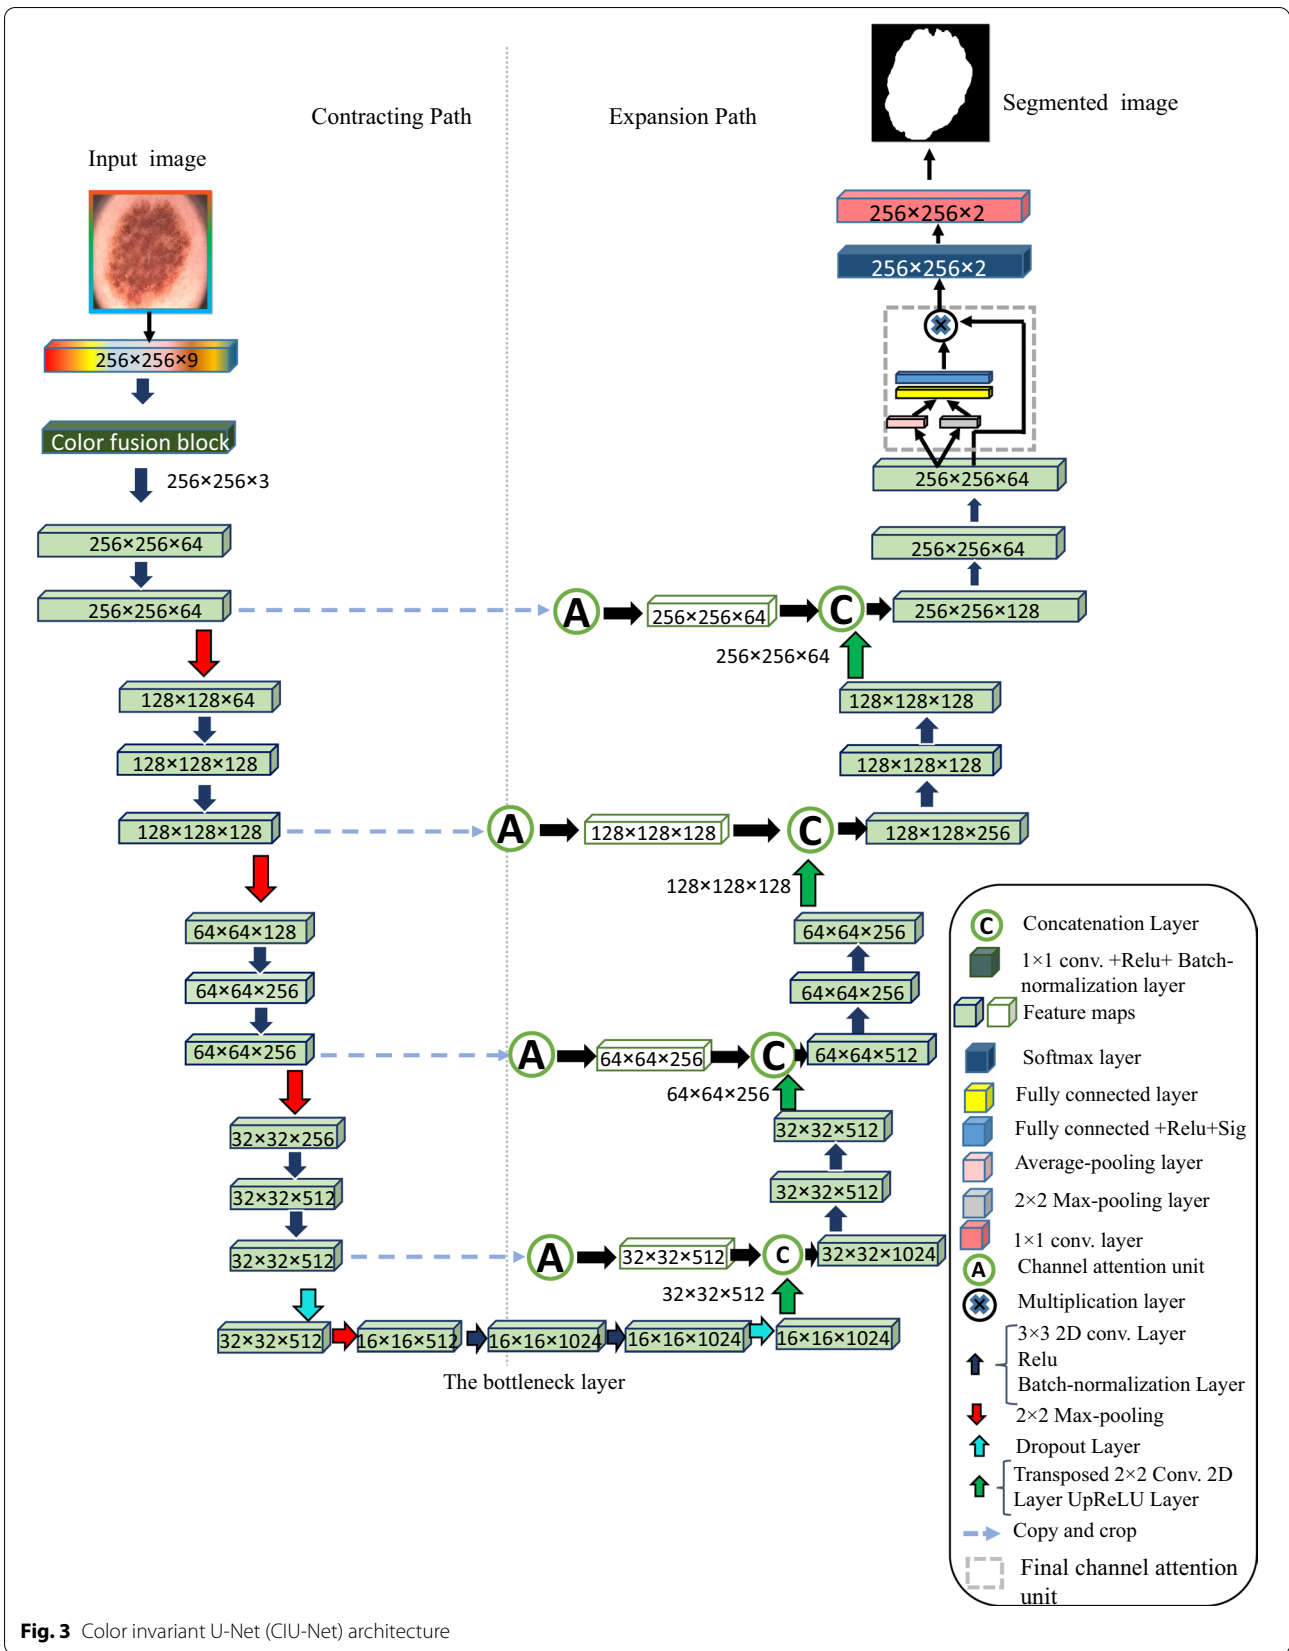 Contracting Path
Expansion Path
Segmented image
Input image
256×256×9
Color fusion block
256×256×3
256×256×64
256×256×64
128×128×64
128×128×128
128×128×128
64×64×128
64×64×256
64×64×256
32×32×256
32×32×512
32×32×512
32×32×512
16×16×512
16×16×1024
16×16×1024
16×16×1024
The bottleneck layer
A
32×32×512
C
32×32×1024
32×32×512
32×32×512
32×32×512
A
64×64×256
C
64×64×512
64×64×256
64×64×256
64×64×256
A
128×128×128
C
128×128×256
128×128×128
128×128×128
128×128×128
A
256×256×64
C
256×256×128
256×256×64
256×256×64
256×256×64
256×256×2
256×256×2
C
Concatenation Layer
1×1 conv. +Relu+ Batch-
normalization layer
Feature maps
Softmax layer
Fully connected layer
Fully connected +Relu+Sig
Average-pooling layer
2×2 Max-pooling layer
1×1 conv. layer
A
Channel attention unit
Multiplication layer
3×3 2D conv. Layer
Relu
Batch-normalization Layer
2×2 Max-pooling
Dropout Layer
Transposed 2×2 Conv. 2D
Layer UpReLU Layer
Copy and crop
Final channel attention
unit
Fig. 3 Color invariant U-Net (CIU-Net) architecture